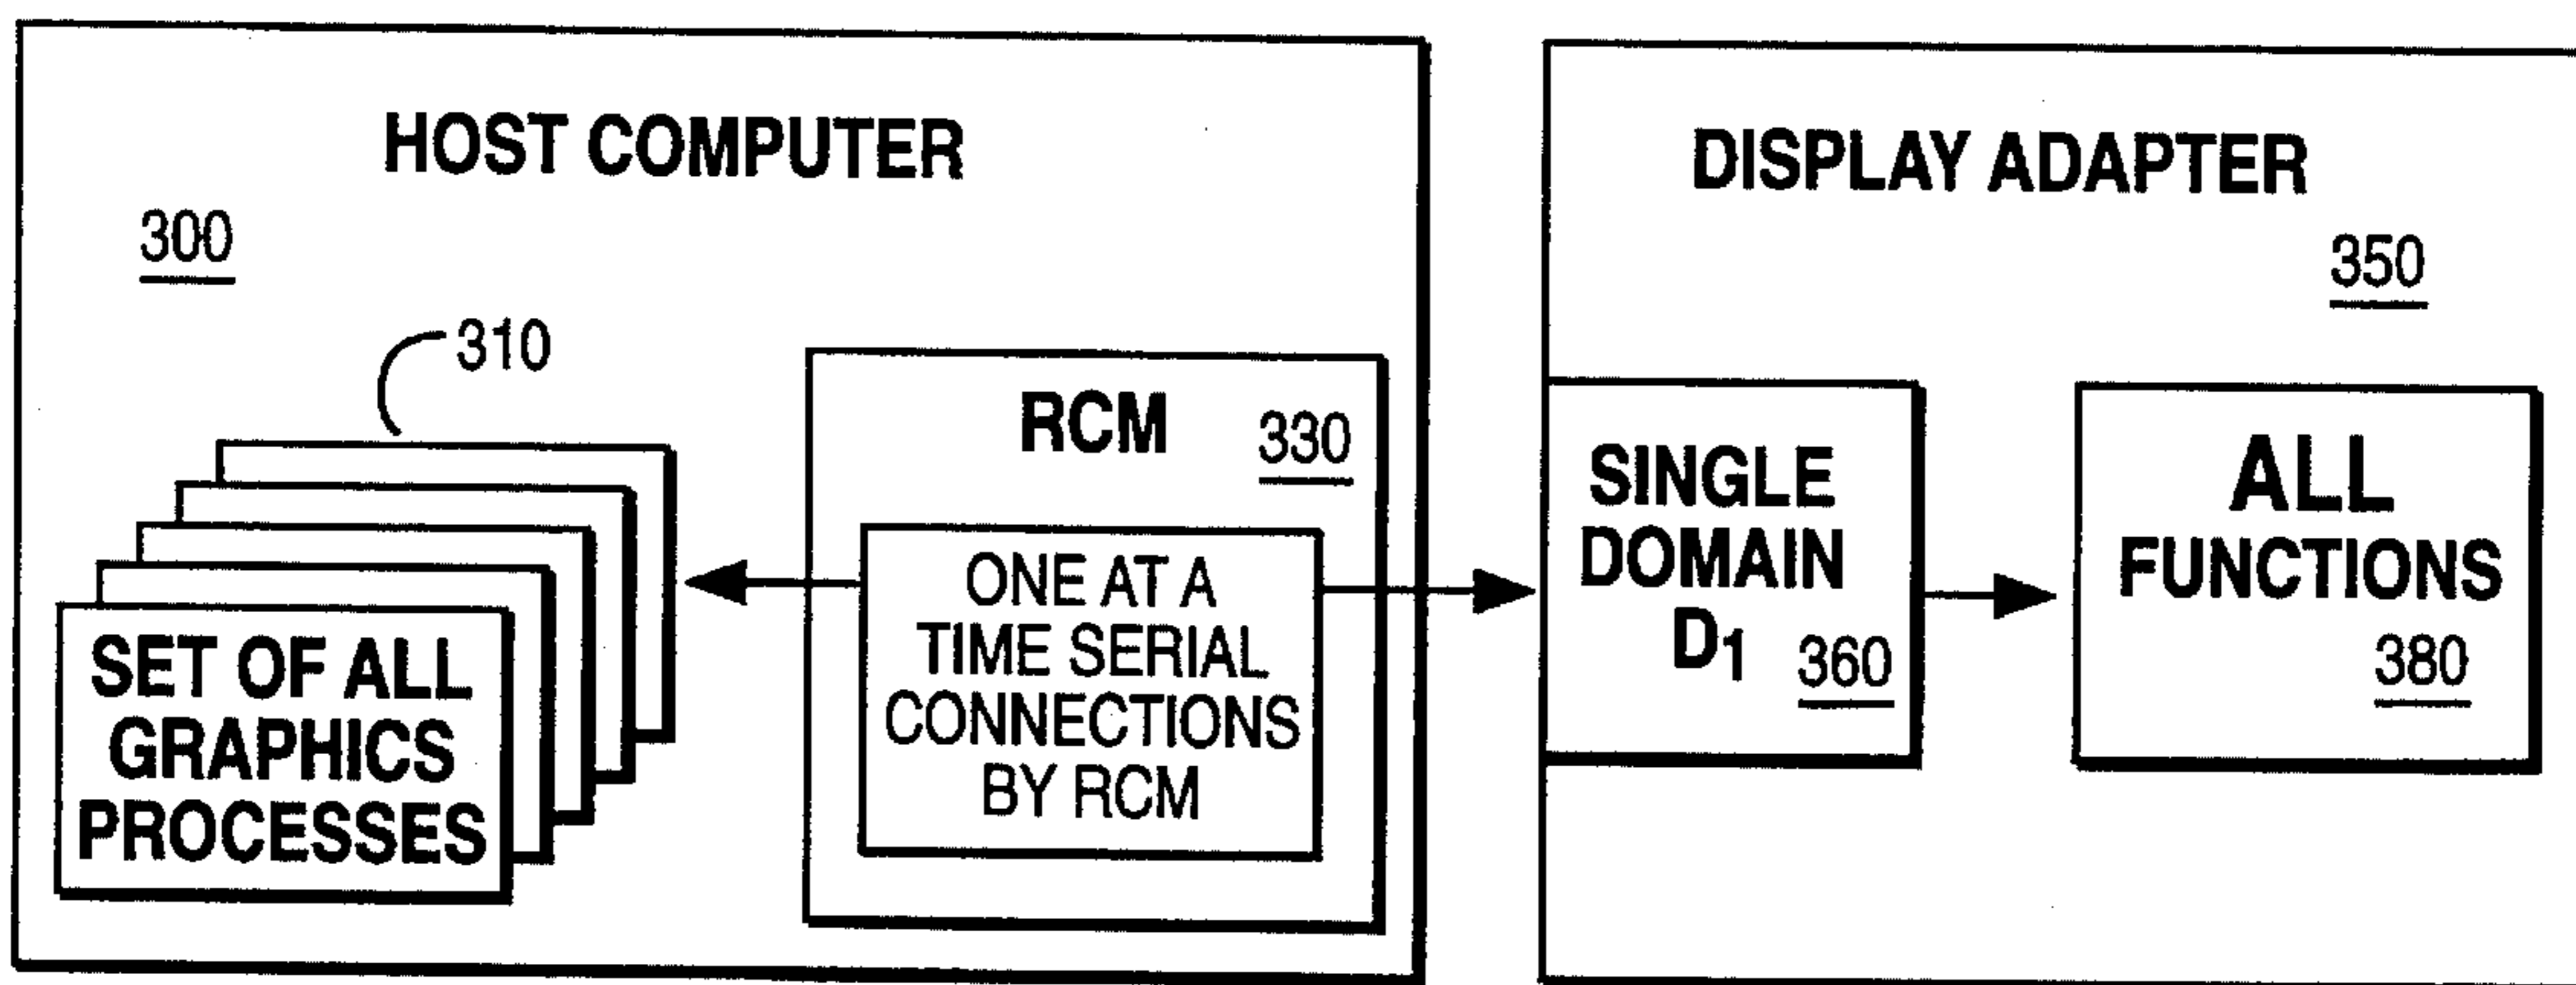 HOST COMPUTER
300
310
SET OF ALL
GRAPHICS
PROCESSES
RCM
330
ONE AT A
TIME SERIAL
CONNECTIONS
BY RCM
DISPLAY ADAPTER
350
SINGLE
DOMAIN
D1
360
ALL
FUNCTIONS
380